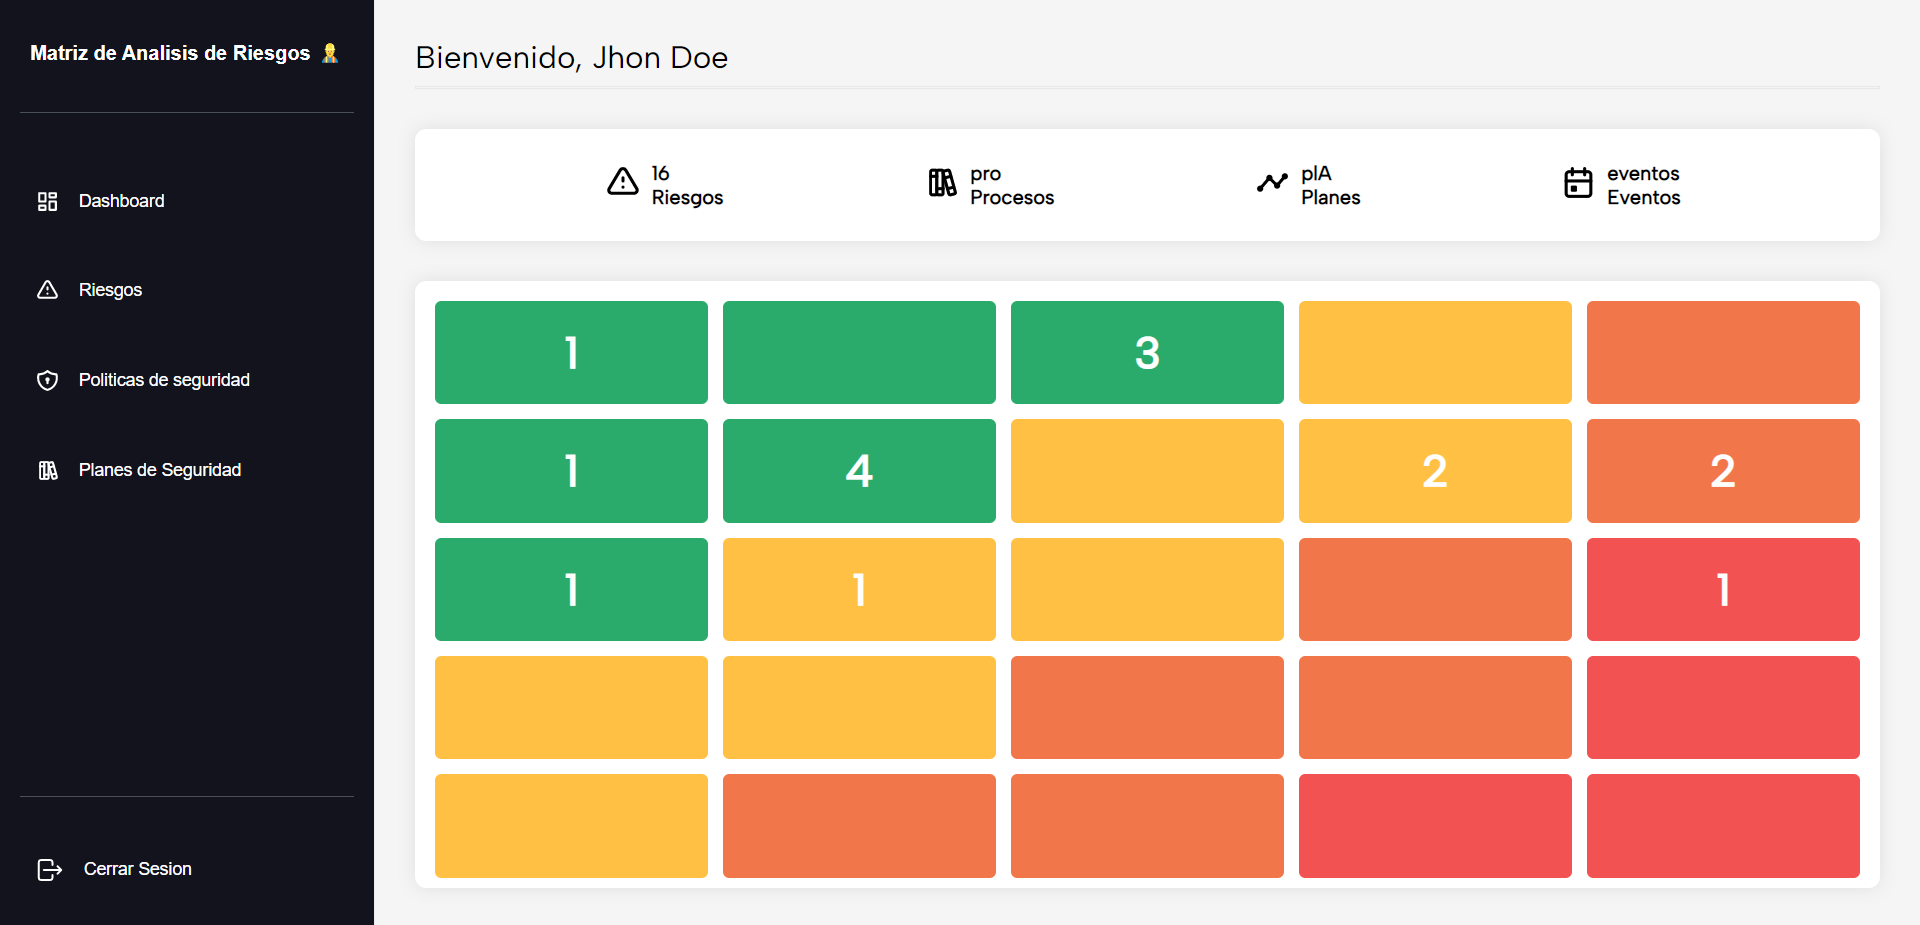 Matriz de Analisis de Riesgos
Dashboard
Riesgos
Politicas de seguridad
Planes de Seguridad
Cerrar Sesion
Bienvenido, Jhon Doe
16
Riesgos
pro
Procesos
plA
Planes
eventos
Eventos
1 3
1 4 2 2
1 1 1